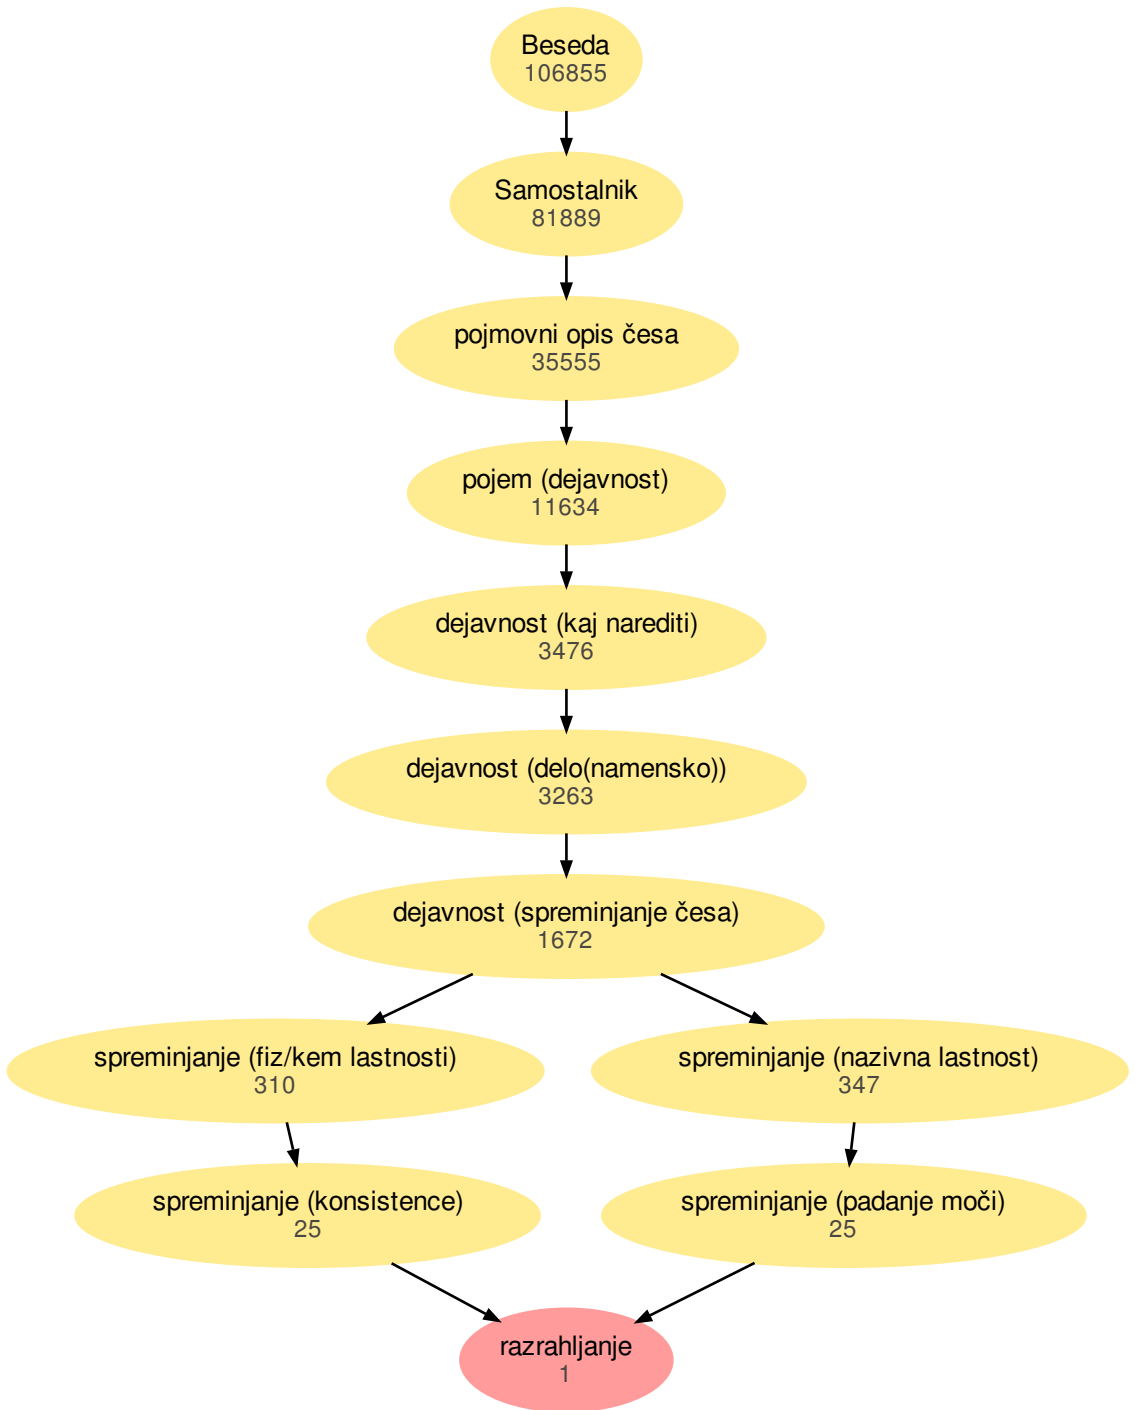 Beseda
106855
Samostalnik
81889
pojmovni opis česa
35555
pojem (dejavnost)
11634
dejavnost (kaj narediti)
3476
dejavnost (delo(namensko))
3263
dejavnost (spreminjanje česa)
1672
spreminjanje (fiz/kem lastnosti)
310
spreminjanje (nazivna lastnost)
347
spreminjanje (konsistence)
25
spreminjanje (padanje moči)
25
razrahljanje
1